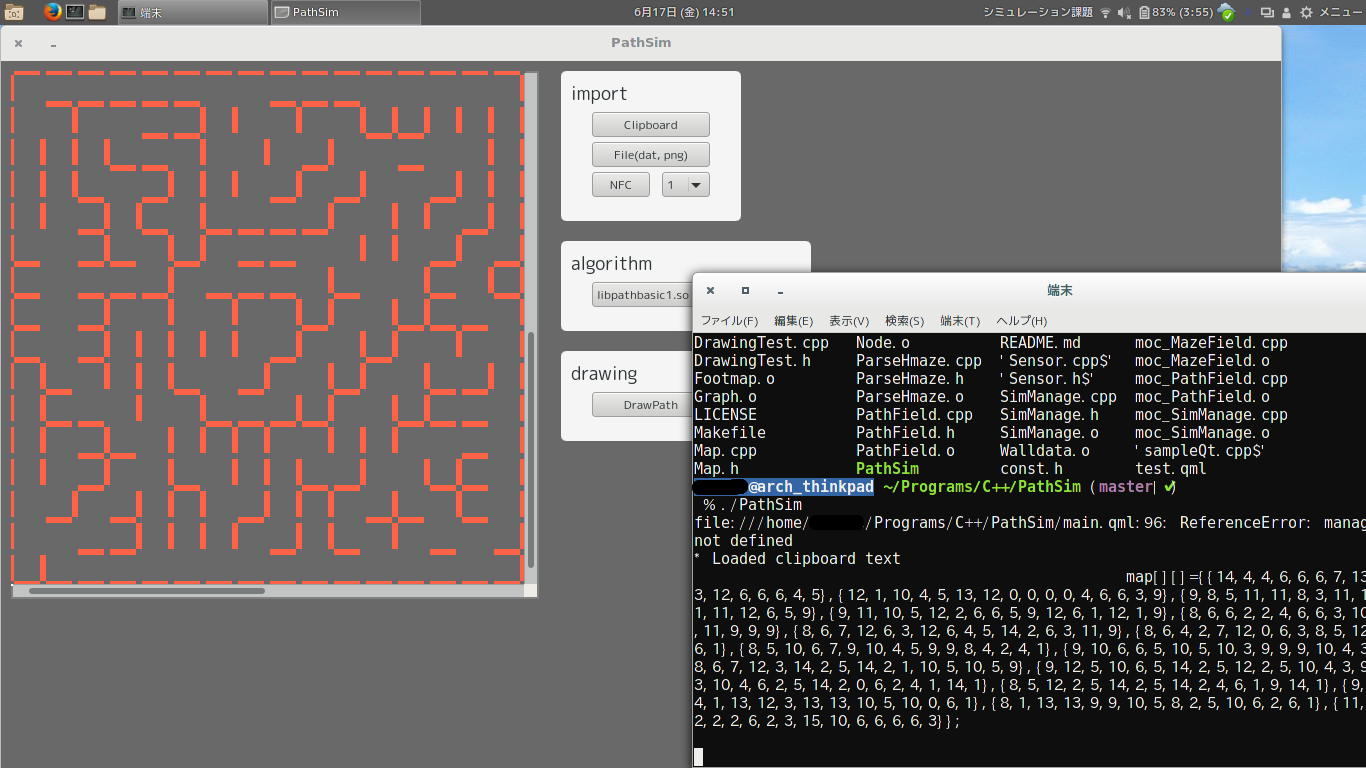 端末
PathSim
6月17日 (金) 14:51
シミュレーション課題
83% (3:55)
メニュー
PathSim
import
Clipboard
File(dat, png)
NFC
1
algorithm
libpathbasic1.so
drawing
DrawPath
端末
ファイル(F) 編集(E) 表示(V) 検索(S) 端末(T) ヘルプ(H)
DrawingTest.cpp Node.o README.md moc_MazeField.cpp
DrawingTest.h ParseHmaze.cpp 'Sensor.cpp$' moc_MazeField.o
Footmap.o ParseHmaze.h 'Sensor.h$' moc_PathField.cpp
Graph.o ParseHmaze.o SimManage.cpp moc_PathField.o
LICENSE PathField.cpp SimManage.h moc_SimManage.cpp
Makefile PathField.h SimManage.o moc_SimManage.o
Map.cpp PathField.o Walldata.o 'sampleQt.cpp$'
Map.h PathSim const.h test.qml
@arch_thinkpad ~/Programs/C++/PathSim (master| ✔)
% ./PathSim
file:///home/ /Programs/C++/PathSim/main.qml:96: ReferenceError: manag
not defined
* Loaded clipboard text
map[][]={{14,4,4,6,6,6,7,13
3,12,6,6,6,4,5},{12,1,10,4,5,13,12,0,0,0,0,4,6,6,3,9},{9,8,5,11,11,8,3,11,1
1,11,12,6,5,9},{9,11,10,5,12,2,6,6,5,9,12,6,1,12,1,9},{8,6,6,2,2,4,6,6,3,10
,11,9,9,9},{8,6,7,12,6,3,12,6,4,5,14,2,6,3,11,9},{8,6,4,2,7,12,0,6,3,8,5,12
6,1},{8,5,10,6,7,9,10,4,5,9,9,8,4,2,4,1},{9,10,6,6,5,10,5,10,3,9,9,9,10,4,3
8,6,7,12,3,14,2,5,14,2,1,10,5,10,5,9},{9,12,5,10,6,5,14,2,5,12,2,5,10,4,3,9
3,10,4,6,2,5,14,2,0,6,2,4,1,14,1},{8,5,12,2,5,14,2,5,14,2,4,6,1,9,14,1},{9,
4,1,13,12,3,13,13,10,5,10,0,6,1},{8,1,13,13,9,9,10,5,8,2,5,10,6,2,6,1},{11,
2,2,2,6,2,3,15,10,6,6,6,6,3}};